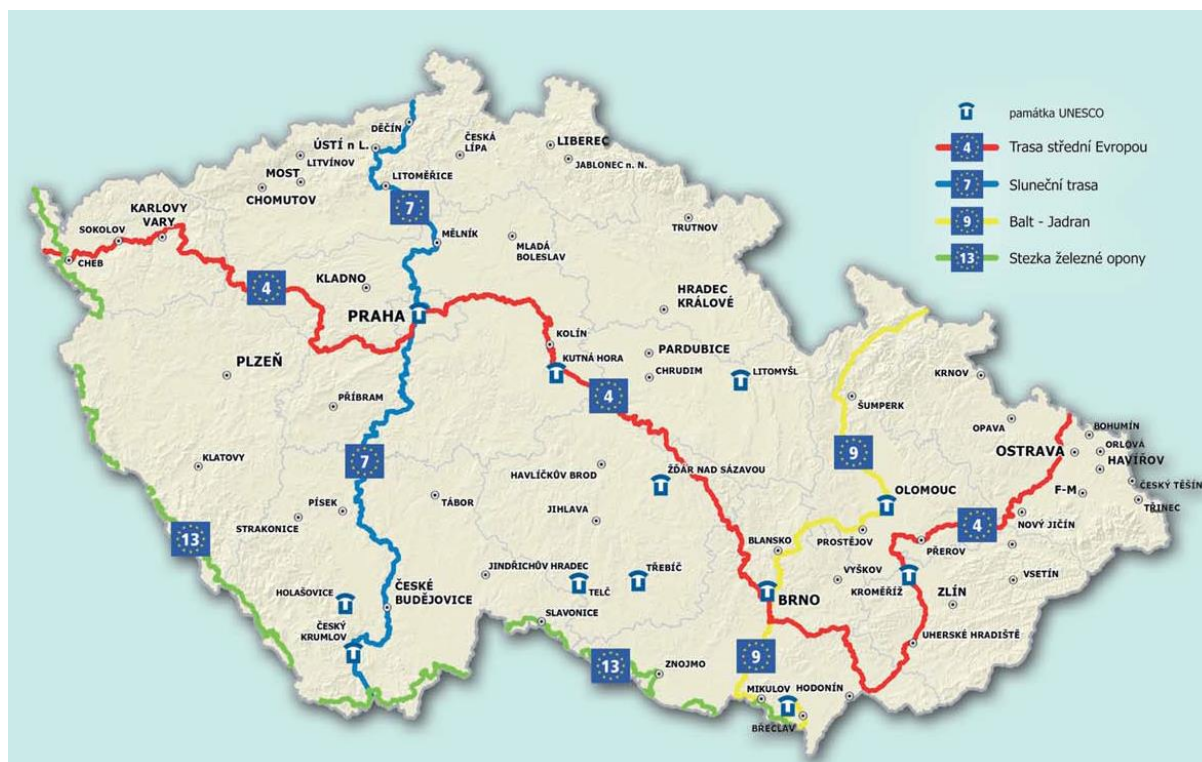 DĚČÍN
ÚSTÍ n L.
LITVÍNOV
MOST
CHOMUTOV
LITOMĚŘICE
ČESKÁ
LÍPA
LIBEREC
JABLONEC n. N.
památka UNESCO
4 Trasa střední Evropou
7 Sluneční trasa
9 Balt - Jadran
13 Stezka železné opony
7
KARLOVY
VARY
SOKOLOV
CHEB
MĚLNÍK
MLADÁ
BOLESLAV
TRUTNOV
4
KLADNO
PRAHA
HRADEC
KRÁLOVÉ
KOLÍN
KUTNÁ HORA
PARDUBICE
CHRUDIM
LITOMYŠL
PLZEŇ
PŘÍBRAM
4
ŠUMPERK
KRNOV
OPAVA
BOHUMÍN
OSTRAVA
ORLOVÁ
HAVÍŘOV
ČESKÝ TĚŠÍN
F-M
TŘINEC
KLATOVY
7
HAVLÍČKŮV BROD
ŽĎÁR NAD SÁZAVOU
9
OLOMOUC
TÁBOR
PÍSEK
STRAKONICE
JIHLAVA
13
BLANSKO
PROSTĚJOV
PŘEROV
4
NOVÝ JIČÍN
JINDŘICHŮV HRADEC
TELČ
TŘEBÍČ
VYŠKOV
KROMĚŘÍŽ
VSETÍN
ZLÍN
HOLAŠOVICE
ČESKÉ
BUDĚJOVICE
BRNO
SLAVONICE
ČESKÝ
KRUMLOV
UHERSKÉ HRADIŠTĚ
13
ZNOJMO
9
MIKULOV
HODONÍN
BŘECLAV